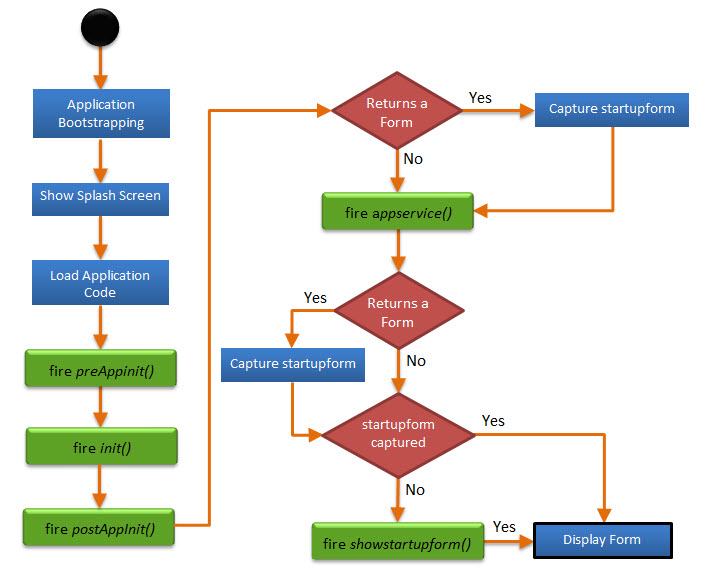 Application
Bootstrapping
Show Splash Screen
Load Application
Code
fire preAppinit()
fire init()
fire postAppInit()
Returns a
Form
Yes
Capture startupform
No
fire appservice()
Returns a
Form
Yes
Capture startupform
No
startupform
captured
Yes
No
fire showstartupform()
Yes
Display Form